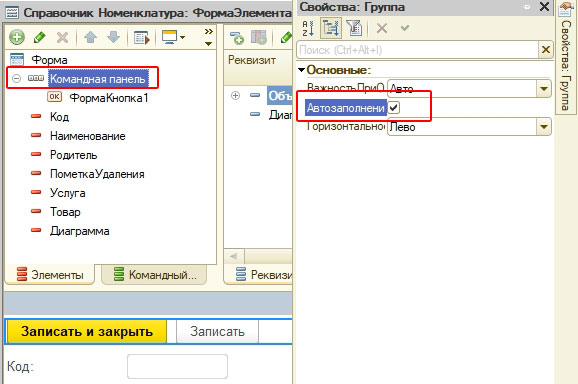 Справочник Номенклатура: ФормаЭлемента
Форма
Командная панель
OK ФормаКнопка1
Код
Наименование
Родитель
ПометкаУдаления
Услуга
Товар
Диаграмма
Элементы
Командный...
Реквизит
Объ
Диаг
Реквизи
Свойства: Группа
Поиск (Ctrl+Alt+I)
Основные:
ВажностьПриО Авто
Автозаполнени
Горизонтально Лево
Свойства: Группа
Записать и закрыть
Записать
Код: